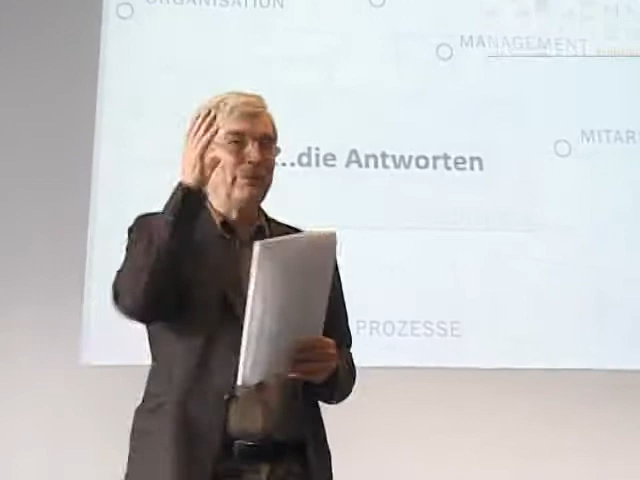 ORGANISATION
MANAGEMENT
MITAR
...die Antworten
PROZESSE